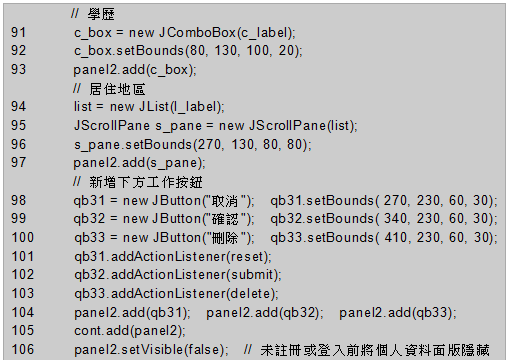 // 學歷
91 c_box = new JComboBox(c_label);
92 c_box.setBounds(80, 130, 100, 20);
93 panel2.add(c_box);
// 居住地區
94 list = new JList(l_label);
95 JScrollPane s_pane = new JScrollPane(list);
96 s_pane.setBounds(270, 130, 80, 80);
97 panel2.add(s_pane);
// 新增下方工作按鈕
98 qb31 = new JButton("取消"); qb31.setBounds( 270, 230, 60, 30);
99 qb32 = new JButton("確認"); qb32.setBounds( 340, 230, 60, 30);
100 qb33 = new JButton("刪除"); qb33.setBounds( 410, 230, 60, 30);
101 qb31.addActionListener(reset);
102 qb32.addActionListener(submit);
103 qb33.addActionListener(delete);
104 panel2.add(qb31); panel2.add(qb32); panel2.add(qb33);
105 cont.add(panel2);
106 panel2.setVisible(false); // 未註冊或登入前將個人資料面版隱藏